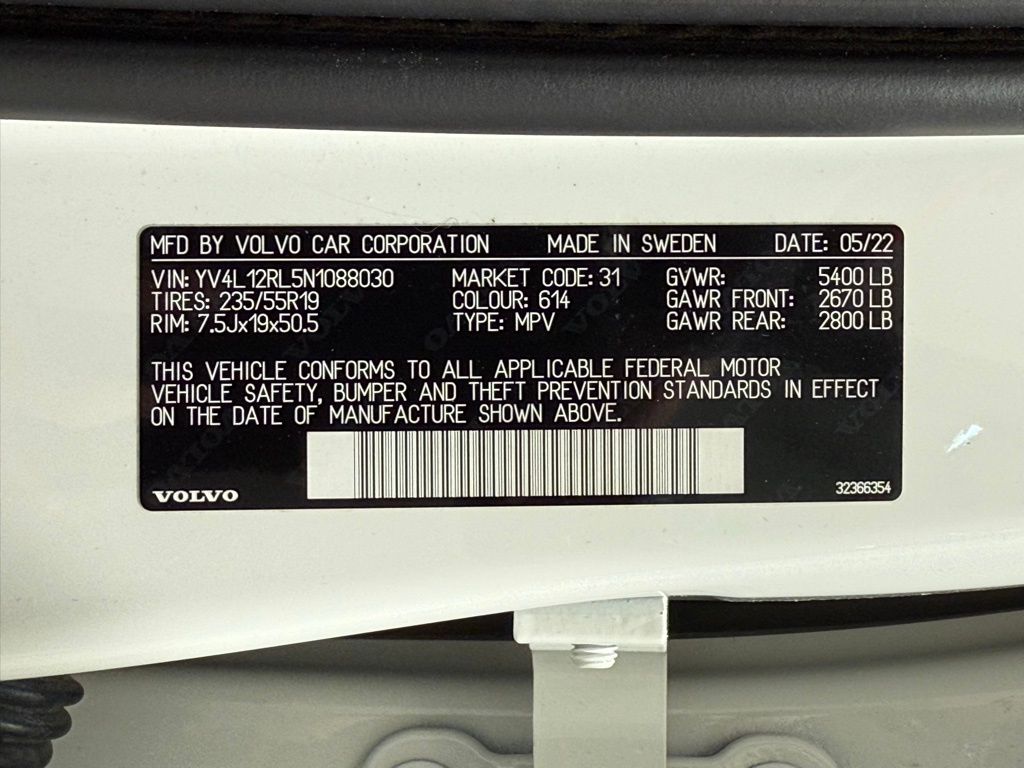 MFD BY VOLVO CAR CORPORATION MADE IN SWEDEN DATE: 05/22
VIN: YV4L12RL5N1088030 MARKET CODE: 31 GVWR: 5400 LB
TIRES: 235/55R19 COLOUR: 614 GAWR FRONT: 2670 LB
RIM: 7.5Jx19x50.5 TYPE: MPV GAWR REAR: 2800 LB
THIS VEHICLE CONFORMS TO ALL APPLICABLE FEDERAL MOTOR
VEHICLE SAFETY, BUMPER AND THEFT PREVENTION STANDARDS IN EFFECT
ON THE DATE OF MANUFACTURE SHOWN ABOVE.
VOLVO 32366354